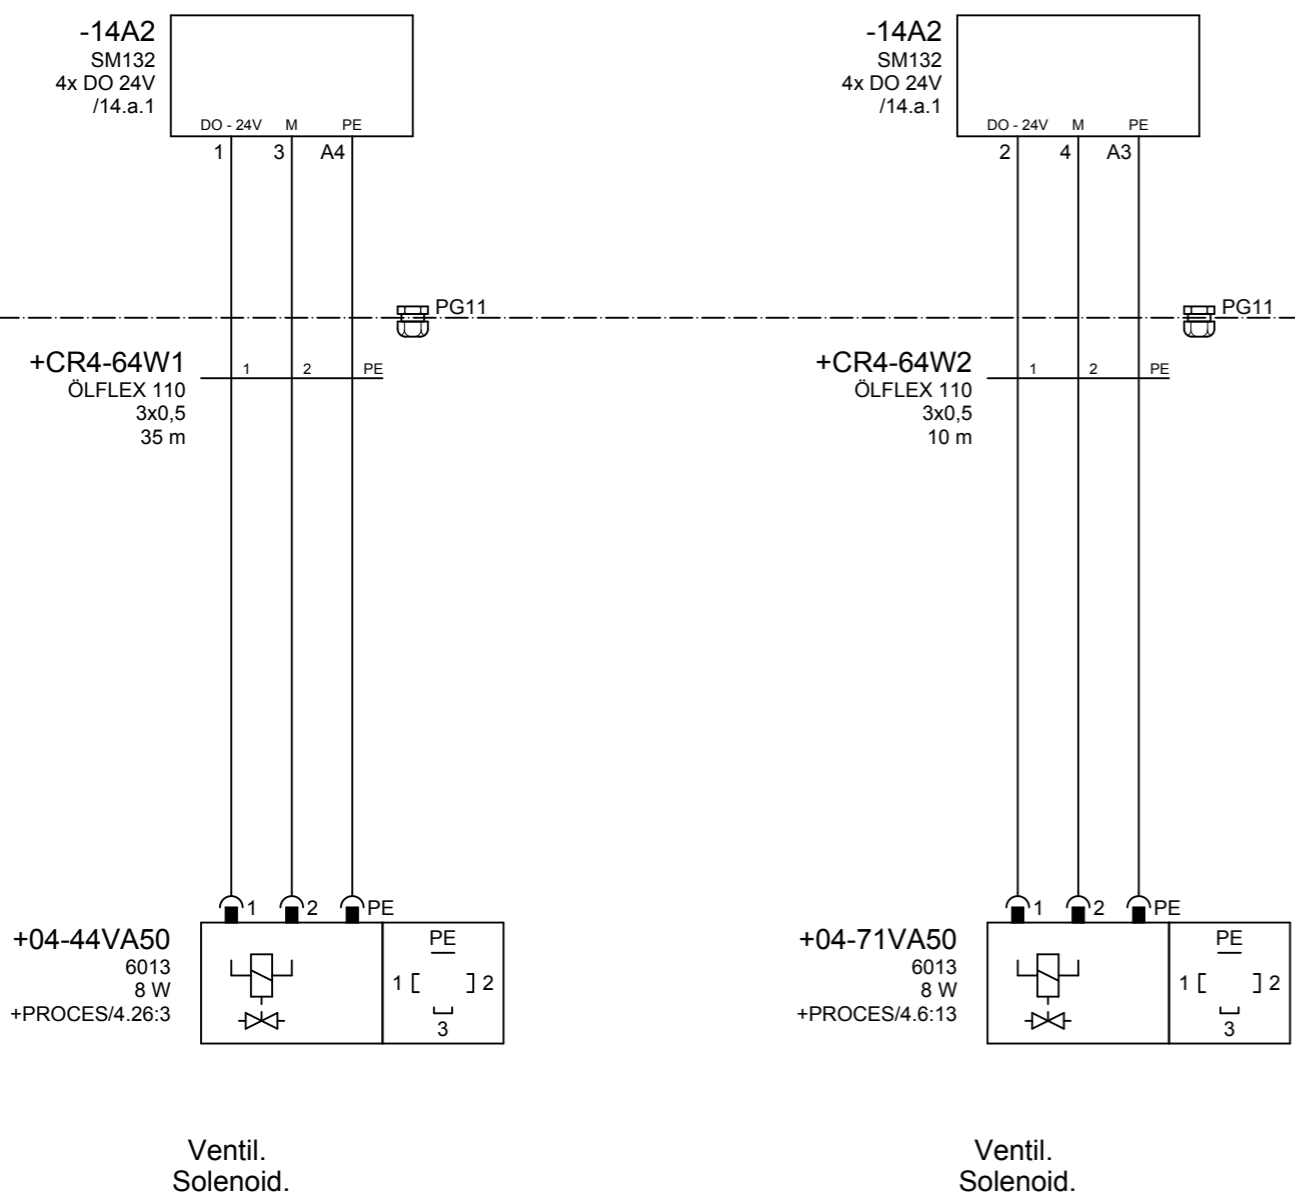 -14A2
SM132
4x DO 24V
/14.a.1
DO - 24V M PE
1 3 A4
PG11
+CR4-64W1
ÖLFLEX 110
3x0,5
35 m
1 2 PE
1 2 PE
+04-44VA50
6013
8 W
+PROCES/4.26:3
PE
1 2
3
Ventil.
Solenoid.
-14A2
SM132
4x DO 24V
/14.a.1
DO - 24V M PE
2 4 A3
PG11
+CR4-64W2
ÖLFLEX 110
3x0,5
10 m
1 2 PE
1 2 PE
+04-71VA50
6013
8 W
+PROCES/4.6:13
PE
1 2
3
Ventil.
Solenoid.